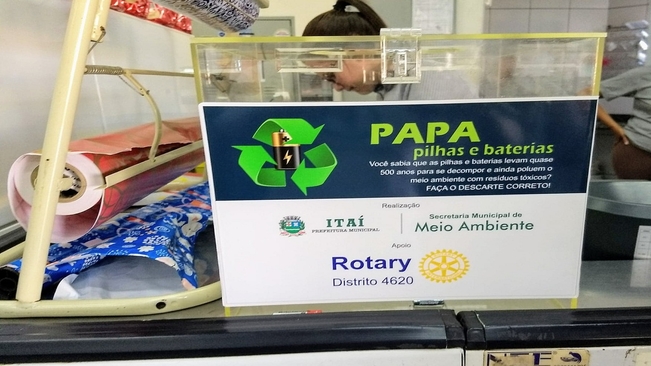 PAPA
pilhas e baterias
Você sabia que as pilhas e baterias levam quase
500 anos para se decompor e ainda poluem o
meio ambiente com resíduos tóxicos?
FAÇA O DESCARTE CORRETO!
Realização
ITAÍ
PREFEITURA MUNICIPAL
Secretaria Municipal de
Meio Ambiente
Apoio
Rotary
Distrito 4620